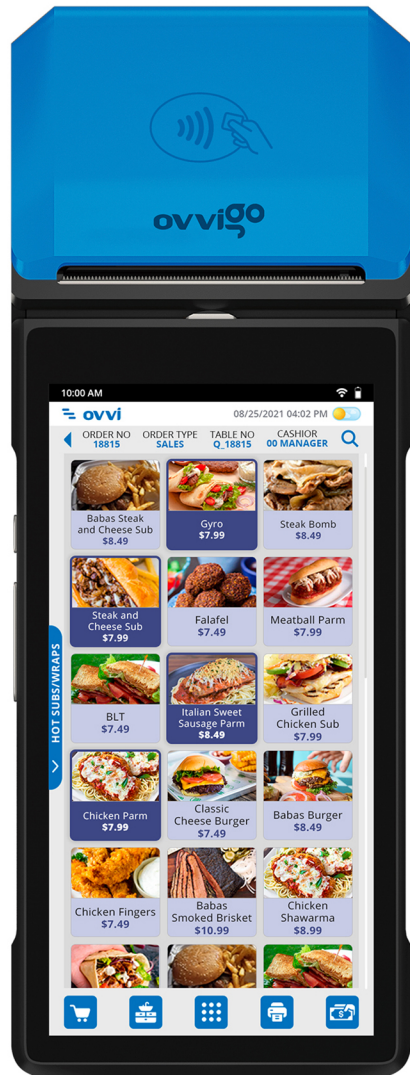 ovvigo
10:00 AM
ovvi
08/25/2021 04:02 PM
ORDER NO ORDER TYPE TABLE NO CASHIOR
18815 SALES Q_18815 00 MANAGER
HOT SUBS/WRAPS
Babas Steak
and Cheese Sub
$8.49
Gyro
$7.99
Steak Bomb
$8.49
Steak and
Cheese Sub
$7.99
Falafel
$7.49
Meatball Parm
$7.99
BLT
$7.49
Italian Sweet
Sausage Parm
$8.49
Grilled
Chicken Sub
$7.99
Chicken Parm
$7.99
Classic
Cheese Burger
$7.49
Babas Burger
$8.49
Chicken Fingers
$7.49
Babas
Smoked Brisket
$10.99
Chicken
Shawarma
$8.99
$